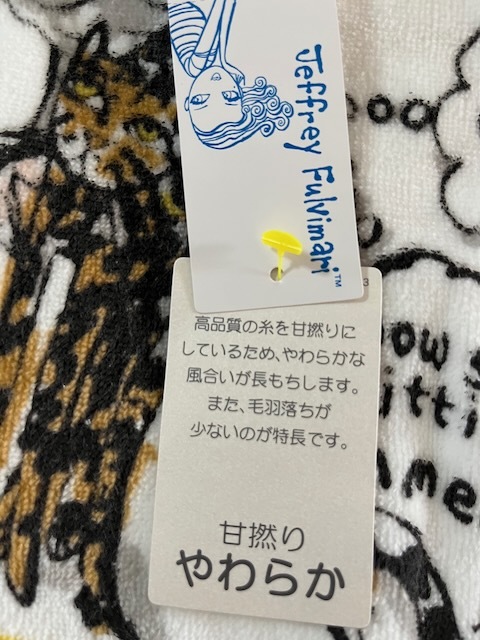 Jeffrey Fulvimari™
高品質の糸を甘撚りに
しているため、やわらかな
風合いが長もちします。
また、毛羽落ちが
少ないのが特長です。
甘撚り
やわらか